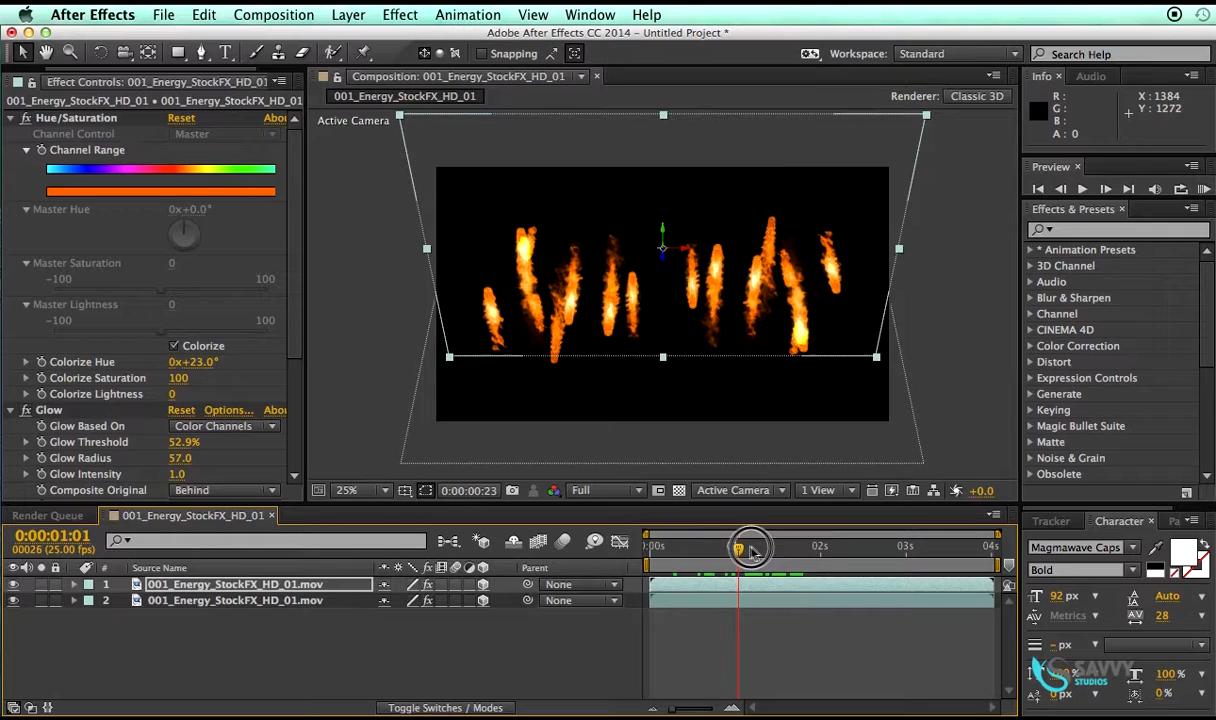 After Effects File Edit Composition Layer Effect Animation View Window Help
Adobe After Effects CC 2014 - Untitled Project *
Snapping
Workspace: Standard
Search Help
Effect Controls: 001_Energy_StockFX_HD_01
001_Energy_StockFX_HD_01 • 001_Energy_StockFX_HD_01
Hue/Saturation Reset Abou
Channel Control Master
Channel Range
Master Hue 0x+0.0°
Master Saturation 0
-100 100
Master Lightness 0
-100 100
Colorize
Colorize Hue 0x+23.0°
Colorize Saturation 100
Colorize Lightness 0
Glow Reset Options... Abou
Glow Based On Color Channels
Glow Threshold 52.9%
Glow Radius 57.0
Glow Intensity 1.0
Composite Original Behind
Composition: 001_Energy_StockFX_HD_01
001_Energy_StockFX_HD_01
Renderer: Classic 3D
Active Camera
25% 0:00:00:23 Full Active Camera 1 View +0.0
Info Audio
R: X: 1384
G: Y: 1272
B:
A: 0
Preview
Effects & Presets
* Animation Presets
3D Channel
Audio
Blur & Sharpen
Channel
CINEMA 4D
Color Correction
Distort
Expression Controls
Generate
Keying
Magic Bullet Suite
Matte
Noise & Grain
Obsolete
Render Queue 001_Energy_StockFX_HD_01
0:00:01:01
00026 (25.00 fps)
# Source Name Parent
1 001_Energy_StockFX_HD_01.mov None
2 001_Energy_StockFX_HD_01.mov None
:00s 02s 03s 04s
Toggle Switches / Modes
Tracker Character Pa
Magmawave Caps
Bold
92 px Auto
Metrics 28
- px
100% 100%
0 px 0%
SAVVY
STUDIOS